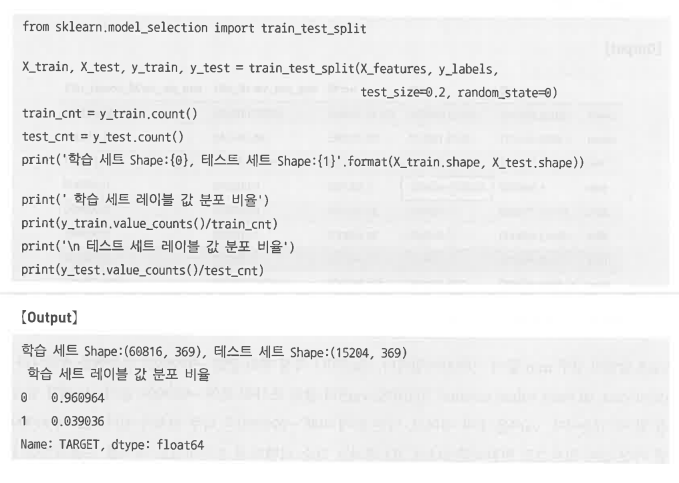 from sklearn.model_selection import train_test_split
X_train, X_test, y_train, y_test = train_test_split(X_features, y_labels,
test_size=0.2, random_state=0)
train_cnt = y_train.count()
test_cnt = y_test.count()
print('학습 세트 Shape:{0}, 테스트 세트 Shape:{1}'.format(X_train.shape, X_test.shape))
print(' 학습 세트 레이블 값 분포 비율')
print(y_train.value_counts()/train_cnt)
print('\n 테스트 세트 레이블 값 분포 비율')
print(y_test.value_counts()/test_cnt)
【Output】
학습 세트 Shape:(60816, 369), 테스트 세트 Shape:(15204, 369)
학습 세트 레이블 값 분포 비율
0 0.960964
1 0.039036
Name: TARGET, dtype: float64